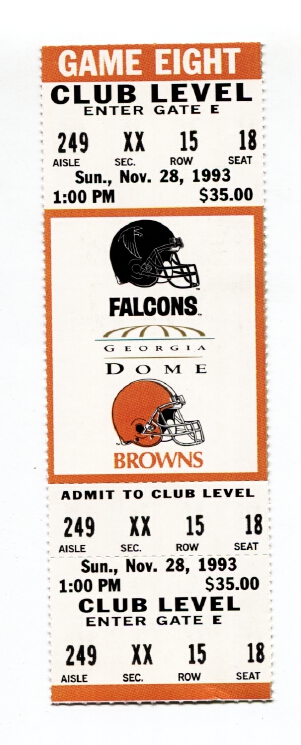 GAME EIGHT
CLUB LEVEL
ENTER GATE E
249 XX 15 18
AISLE SEC. ROW SEAT
Sun., Nov. 28, 1993
1:00 PM $35.00
FALCONS™
GEORGIA
DOME
BROWNS
ADMIT TO CLUB LEVEL
249 XX 15 18
AISLE SEC. ROW SEAT
Sun., Nov. 28, 1993
1:00 PM $35.00
CLUB LEVEL
ENTER GATE E
249 XX 15 18
AISLE SEC. ROW SEAT